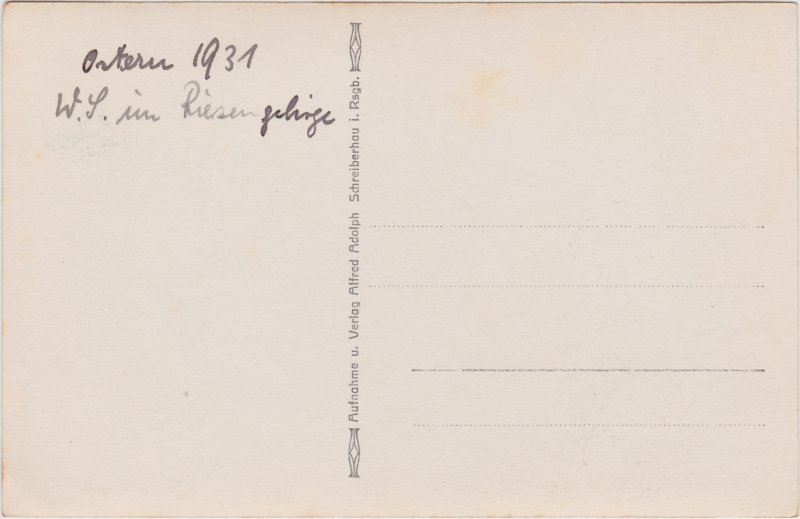 Ostern 1931
W.S. im Riesengebirge
Aufnahme u. Verlag Alfred Adolph Schreiberhau i. Rsgb.